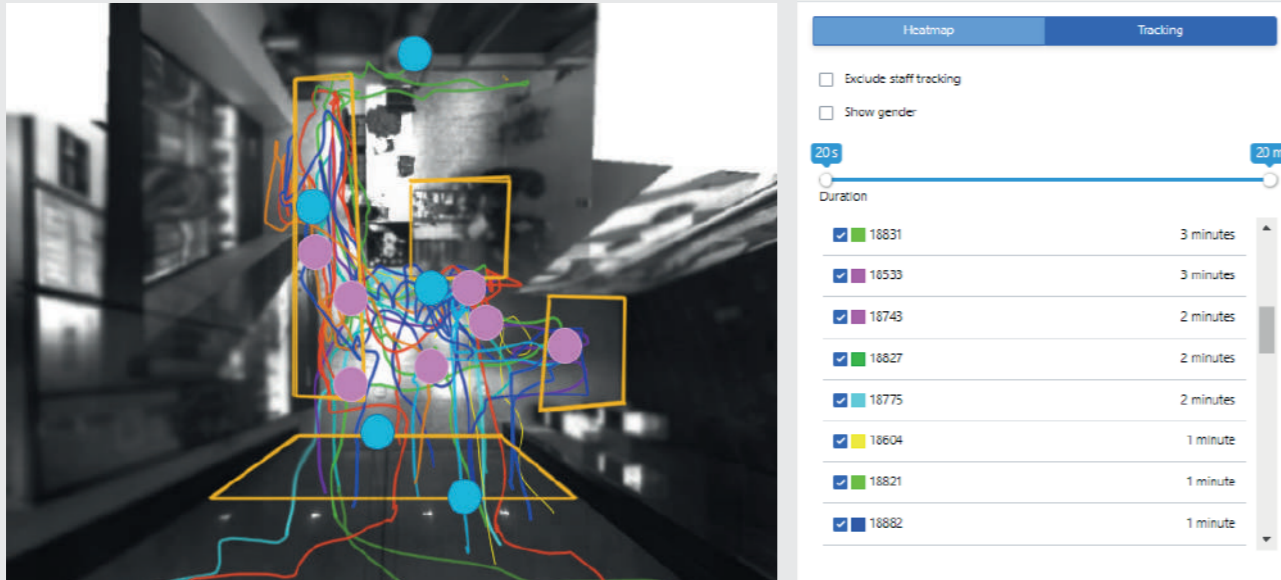 Heatmap Tracking
Exclude staff tracking
Show gender
20 s 20 m
Duration
18831 3 minutes
18533 3 minutes
18743 2 minutes
18827 2 minutes
18775 2 minutes
18604 1 minute
18821 1 minute
18882 1 minute